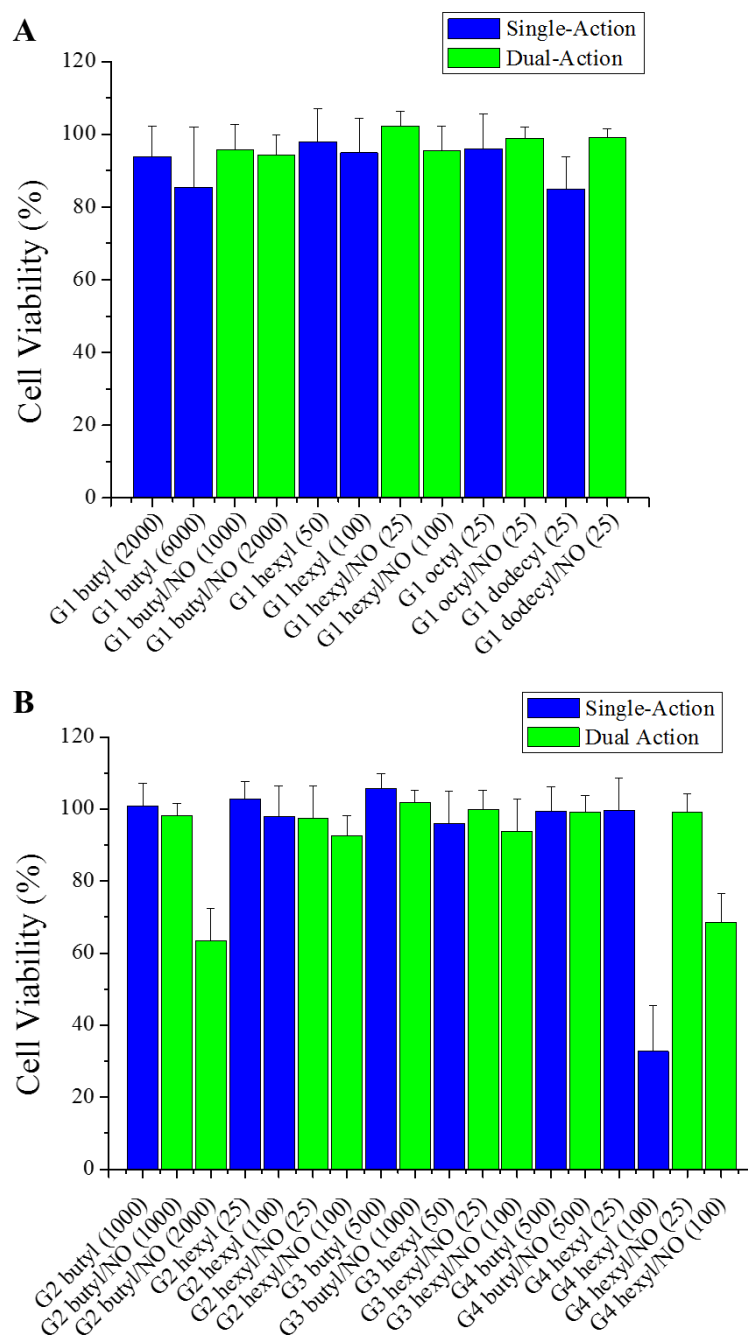 A
Single-Action
Dual-Action
120
100
80
60
40
20
0
Cell Viability (%)
G1 butyl (2000)
G1 butyl (6000)
G1 butyl/NO (1000)
G1 butyl/NO (2000)
G1 hexyl (50)
G1 hexyl (100)
G1 hexyl/NO (25)
G1 hexyl/NO (100)
G1 octyl (25)
G1 octyl/NO (25)
G1 dodecyl (25)
G1 dodecyl/NO (25)
B
Single-Action
Dual Action
120
100
80
60
40
20
0
Cell Viability (%)
G2 butyl (1000)
G2 butyl/NO (1000)
G2 butyl/NO (2000)
G2 hexyl (25)
G2 hexyl (100)
G2 hexyl/NO (25)
G2 hexyl/NO (100)
G3 butyl (500)
G3 butyl/NO (1000)
G3 hexyl (50)
G3 hexyl/NO (25)
G3 hexyl/NO (100)
G4 butyl (500)
G4 butyl/NO (500)
G4 hexyl (25)
G4 hexyl (100)
G4 hexyl/NO (25)
G4 hexyl/NO (100)